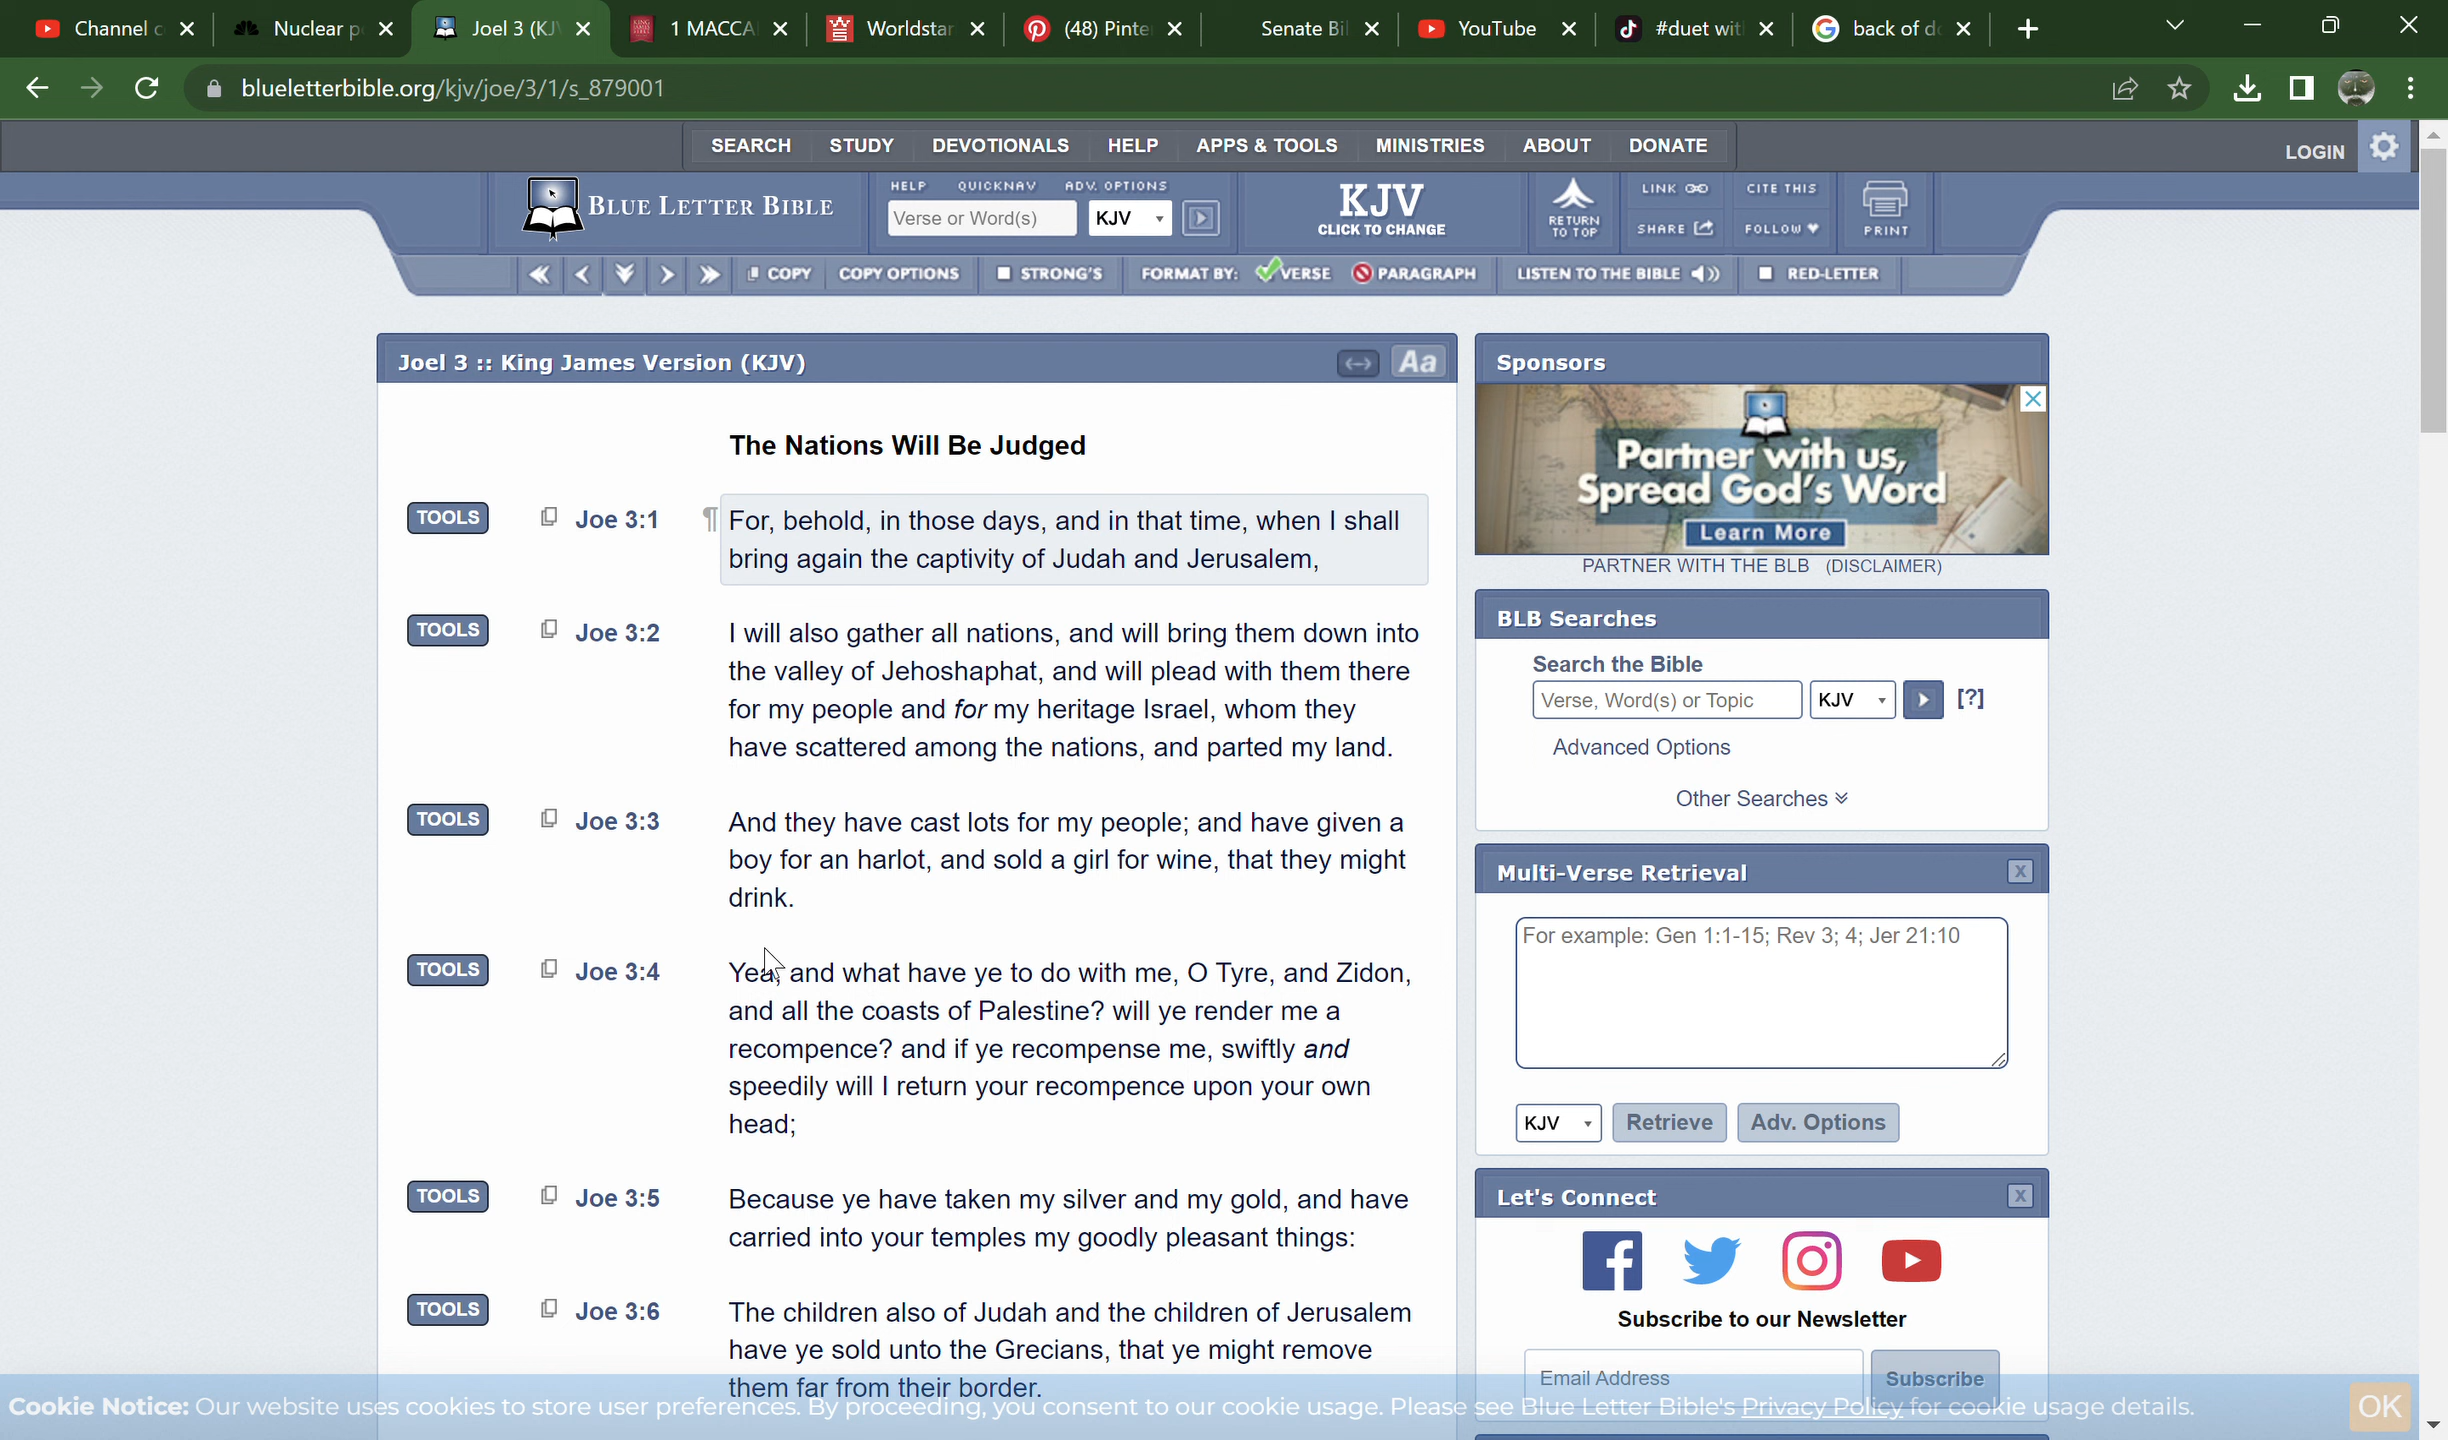 Channel c
Nuclear p
Joel 3 (KJ
1 MACCA
Worldstar
(48) Pinte
Senate Bil
YouTube
#duet wit
back of d
blueletterbible.org/kjv/joe/3/1/s_879001
SEARCH STUDY DEVOTIONALS HELP APPS & TOOLS MINISTRIES ABOUT DONATE
LOGIN
BLUE LETTER BIBLE
HELP QUICKNAV ADV. OPTIONS
Verse or Word(s) KJV
KJV
CLICK TO CHANGE
RETURN
TO TOP
LINK CITE THIS
SHARE FOLLOW
PRINT
COPY COPY OPTIONS STRONG'S FORMAT BY: VERSE PARAGRAPH LISTEN TO THE BIBLE RED-LETTER
Joel 3 :: King James Version (KJV) Aa
The Nations Will Be Judged
TOOLS Joe 3:1 ¶ For, behold, in those days, and in that time, when I shall
bring again the captivity of Judah and Jerusalem,
TOOLS Joe 3:2 I will also gather all nations, and will bring them down into
the valley of Jehoshaphat, and will plead with them there
for my people and for my heritage Israel, whom they
have scattered among the nations, and parted my land.
TOOLS Joe 3:3 And they have cast lots for my people; and have given a
boy for an harlot, and sold a girl for wine, that they might
drink.
TOOLS Joe 3:4 Yea, and what have ye to do with me, O Tyre, and Zidon,
and all the coasts of Palestine? will ye render me a
recompence? and if ye recompense me, swiftly and
speedily will I return your recompence upon your own
head;
TOOLS Joe 3:5 Because ye have taken my silver and my gold, and have
carried into your temples my goodly pleasant things:
TOOLS Joe 3:6 The children also of Judah and the children of Jerusalem
have ye sold unto the Grecians, that ye might remove
them far from their border.
Sponsors
Partner with us,
Spread God's Word
Learn More
PARTNER WITH THE BLB (DISCLAIMER)
BLB Searches
Search the Bible
Verse, Word(s) or Topic KJV [?]
Advanced Options
Other Searches
Multi-Verse Retrieval X
For example: Gen 1:1-15; Rev 3; 4; Jer 21:10
KJV Retrieve Adv. Options
Let's Connect X
Subscribe to our Newsletter
Email Address Subscribe
Cookie Notice: Our website uses cookies to store user preferences. By proceeding, you consent to our cookie usage. Please see Blue Letter Bible's Privacy Policy for cookie usage details. OK